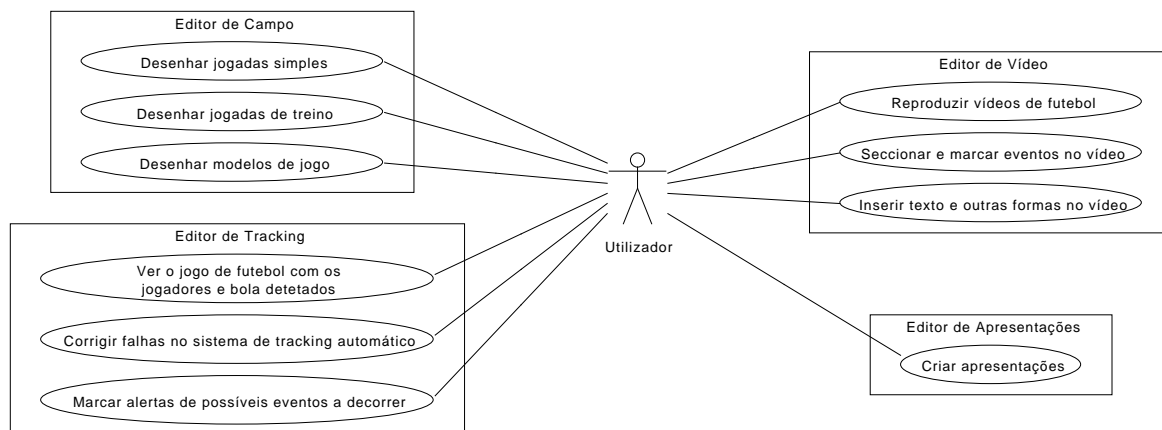 Editor de Campo
Desenhar jogadas simples
Desenhar jogadas de treino
Desenhar modelos de jogo
Editor de Tracking
Ver o jogo de futebol com os
jogadores e bola detetados
Corrigir falhas no sistema de tracking automático
Marcar alertas de possíveis eventos a decorrer
Utilizador
Editor de Vídeo
Reproduzir vídeos de futebol
Seccionar e marcar eventos no vídeo
Inserir texto e outras formas no vídeo
Editor de Apresentações
Criar apresentações